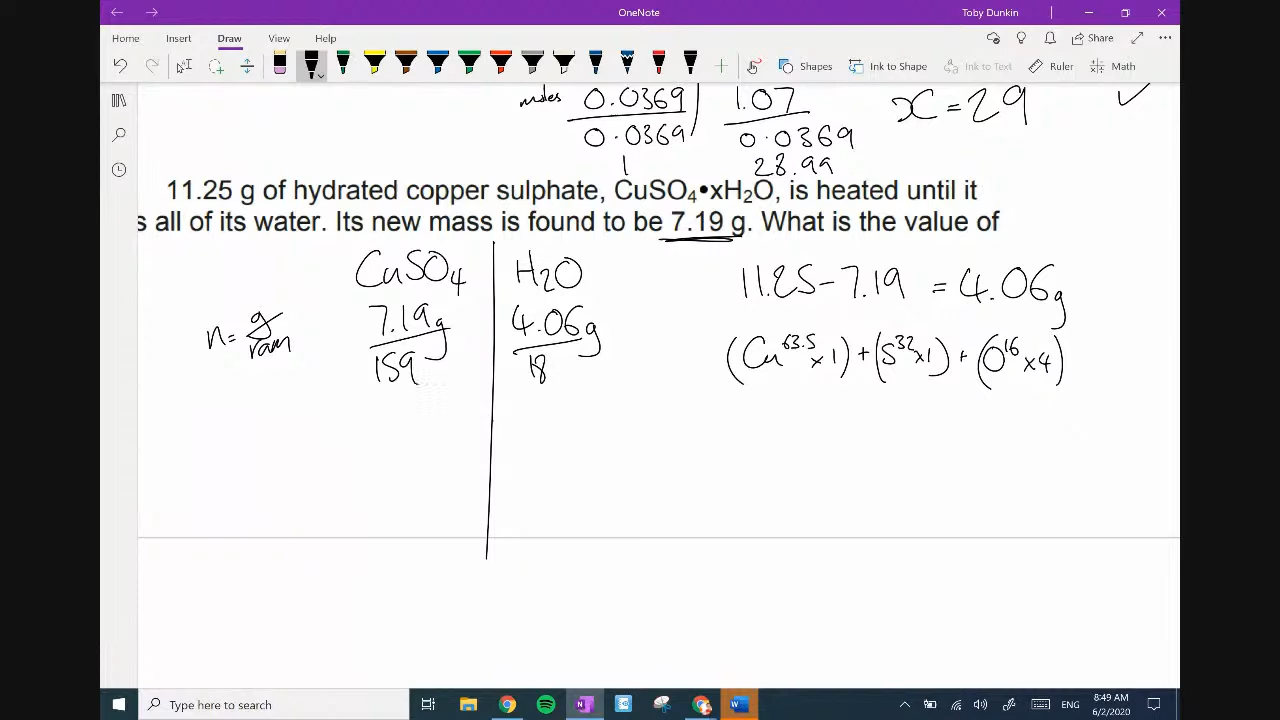 OneNote
Toby Dunkin
Home Insert Draw View Help
Share
Shapes Ink to Shape Ink to Text Ruler Math
moles 0.0369 1.07 x = 29 ✓
0.0369 0.0369
1 28.99
11.25 g of hydrated copper sulphate, CuSO₄•xH₂O, is heated until it
s all of its water. Its new mass is found to be 7.19 g. What is the value of
CuSO₄ H₂O 11.25 - 7.19 = 4.06g
n = g/ram 7.19g 4.06g (Cu^63.5 x 1) + (S^32 x 1) + (O^16 x 4)
159 18
Type here to search
ENG
8:49 AM
6/2/2020